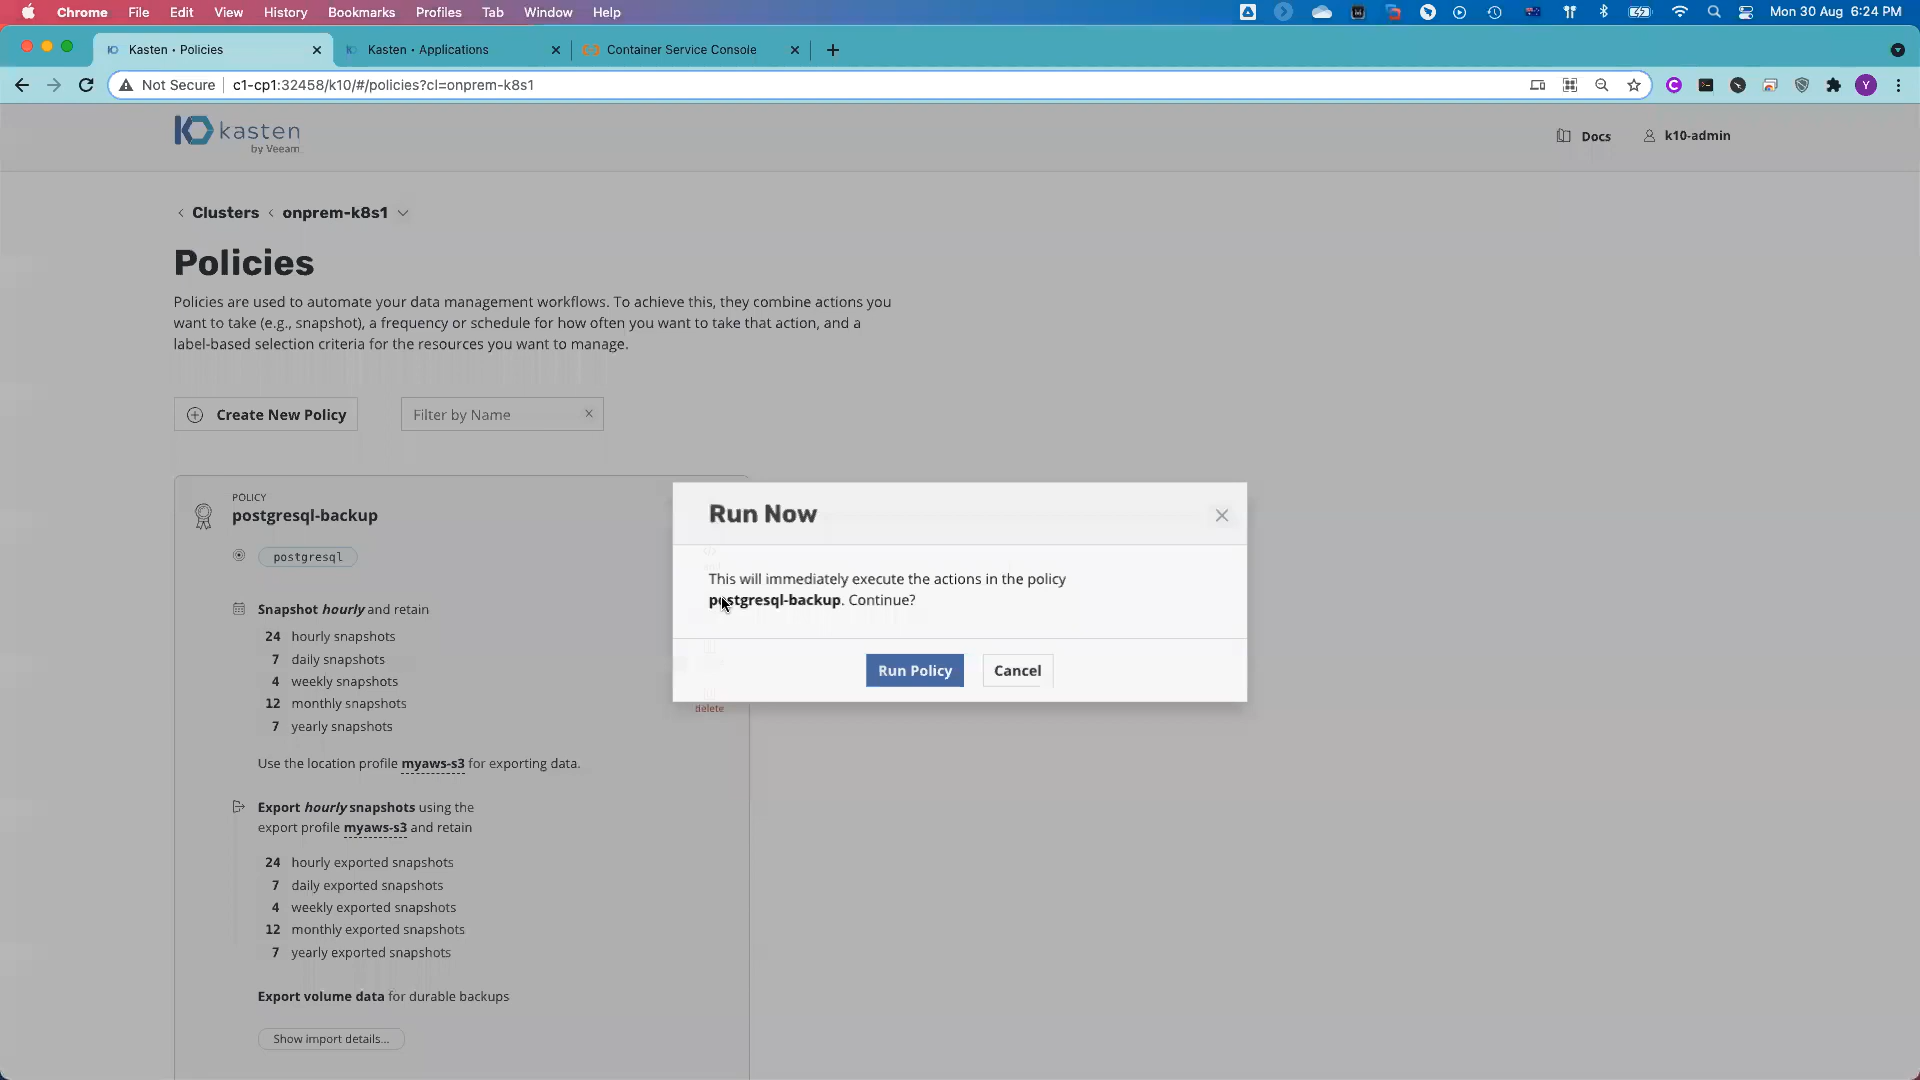 Chrome File Edit View History Bookmarks Profiles Tab Window Help
Mon 30 Aug 6:24 PM
Kasten • Policies
Kasten • Applications
Container Service Console
Not Secure
c1-cp1:32458/k10/#/policies?cl=onprem-k8s1
Y
kasten
by Veeam
Docs
k10-admin
Clusters
onprem-k8s1
Policies
Policies are used to automate your data management workflows. To achieve this, they combine actions you
want to take (e.g., snapshot), a frequency or schedule for how often you want to take that action, and a
label-based selection criteria for the resources you want to manage.
Create New Policy
Filter by Name
POLICY
postgresql-backup
postgresql
Snapshot hourly and retain
24 hourly snapshots
7 daily snapshots
4 weekly snapshots
12 monthly snapshots
7 yearly snapshots
Use the location profile myaws-s3 for exporting data.
Export hourly snapshots using the
export profile myaws-s3 and retain
24 hourly exported snapshots
7 daily exported snapshots
4 weekly exported snapshots
12 monthly exported snapshots
7 yearly exported snapshots
Export volume data for durable backups
Show import details...
Run Now
This will immediately execute the actions in the policy
postgresql-backup. Continue?
Run Policy
Cancel
delete